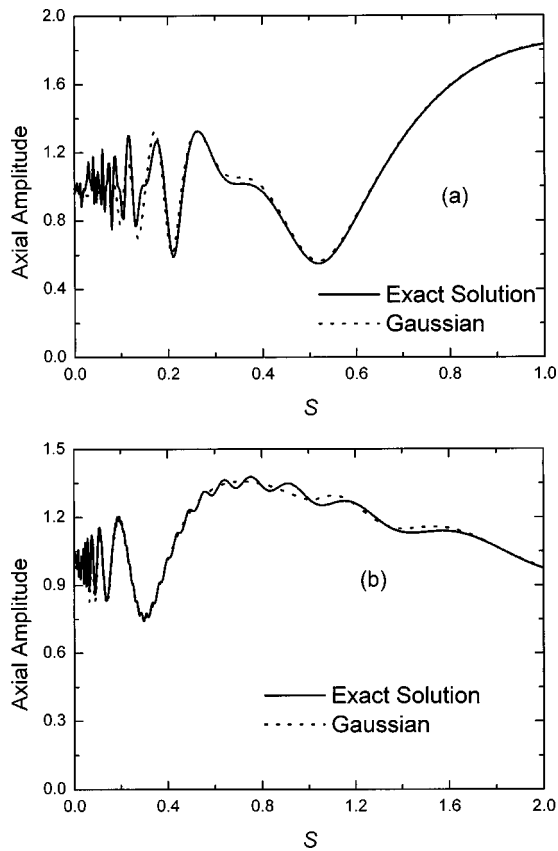 2.0
1.8
1.2
0.6
0.0
Axial Amplitude
(a)
Exact Solution
Gaussian
0.0 0.2 0.4 0.6 0.8 1.0
S
1.5
1.2
0.9
0.6
0.3
0.0
Axial Amplitude
(b)
Exact Solution
Gaussian
0.0 0.4 0.8 1.2 1.6 2.0
S